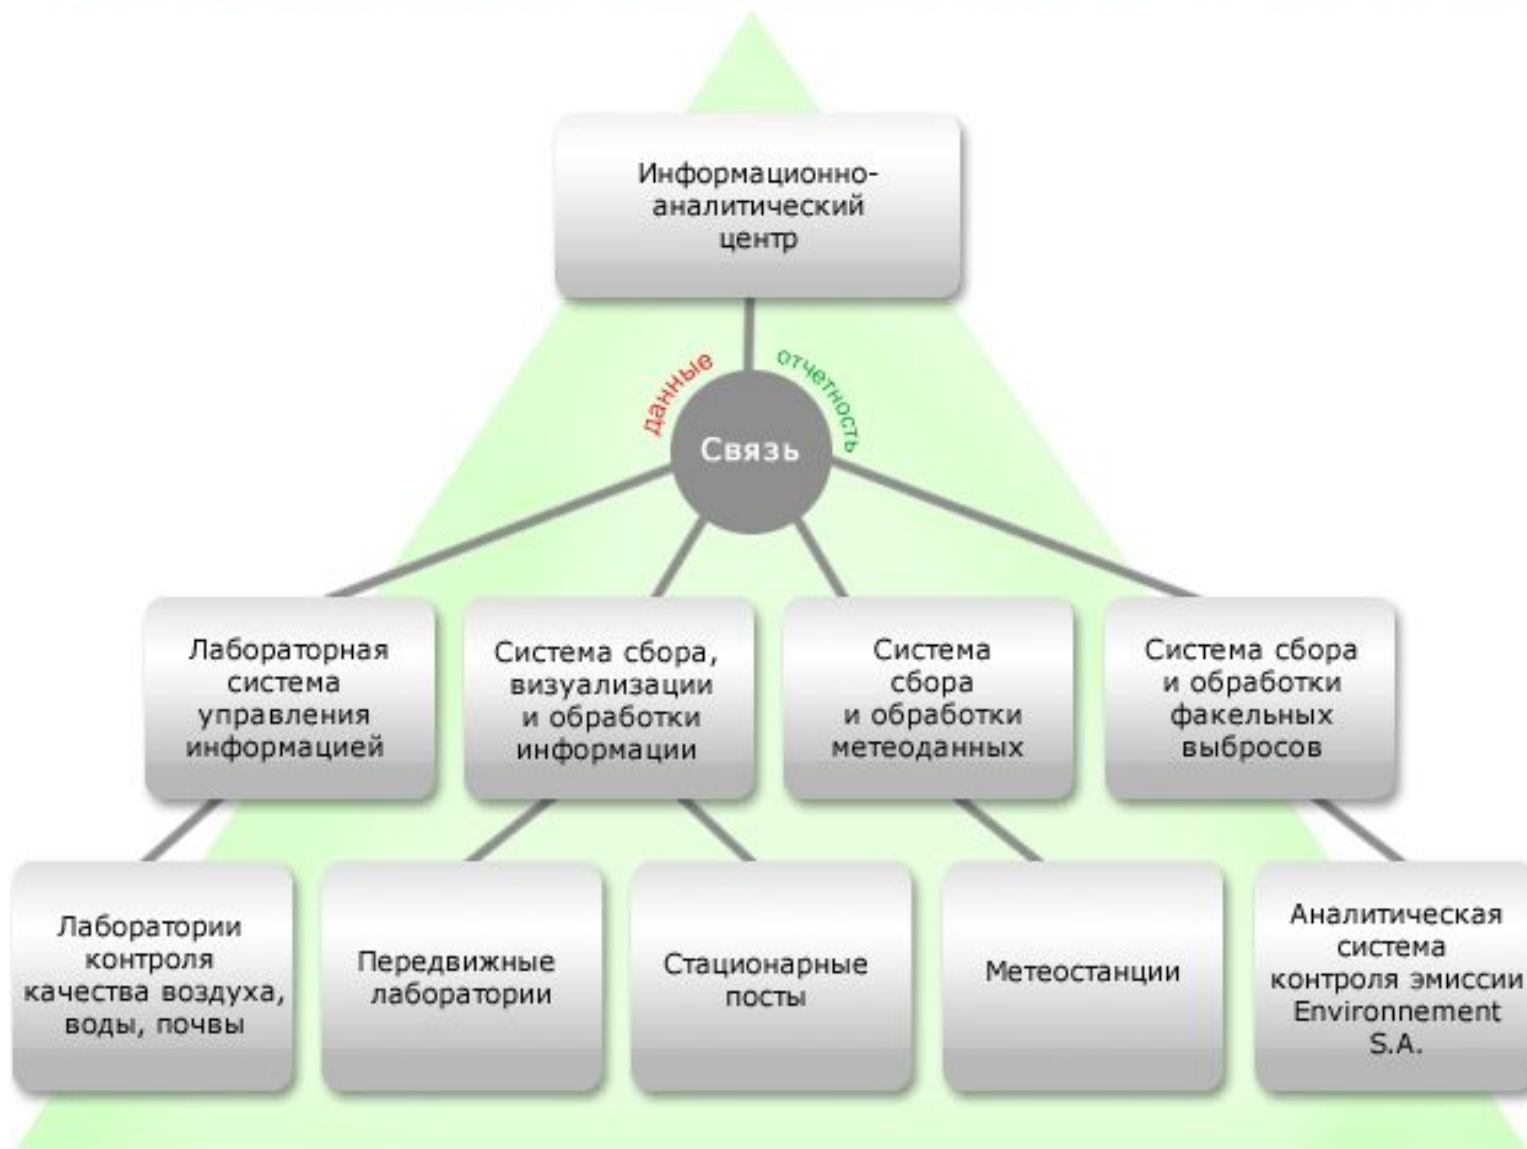 Информационно-
аналитический
центр
данные
отчетность
Связь
Лабораторная
система
управления
информацией
Система сбора,
визуализации
и обработки
информации
Система
сбора
и обработки
метеоданных
Система сбора
и обработки
факельных
выбросов
Лаборатории
контроля
качества воздуха,
воды, почвы
Передвижные
лаборатории
Стационарные
посты
Метеостанции
Аналитическая
система
контроля эмиссии
Environnement
S.A.